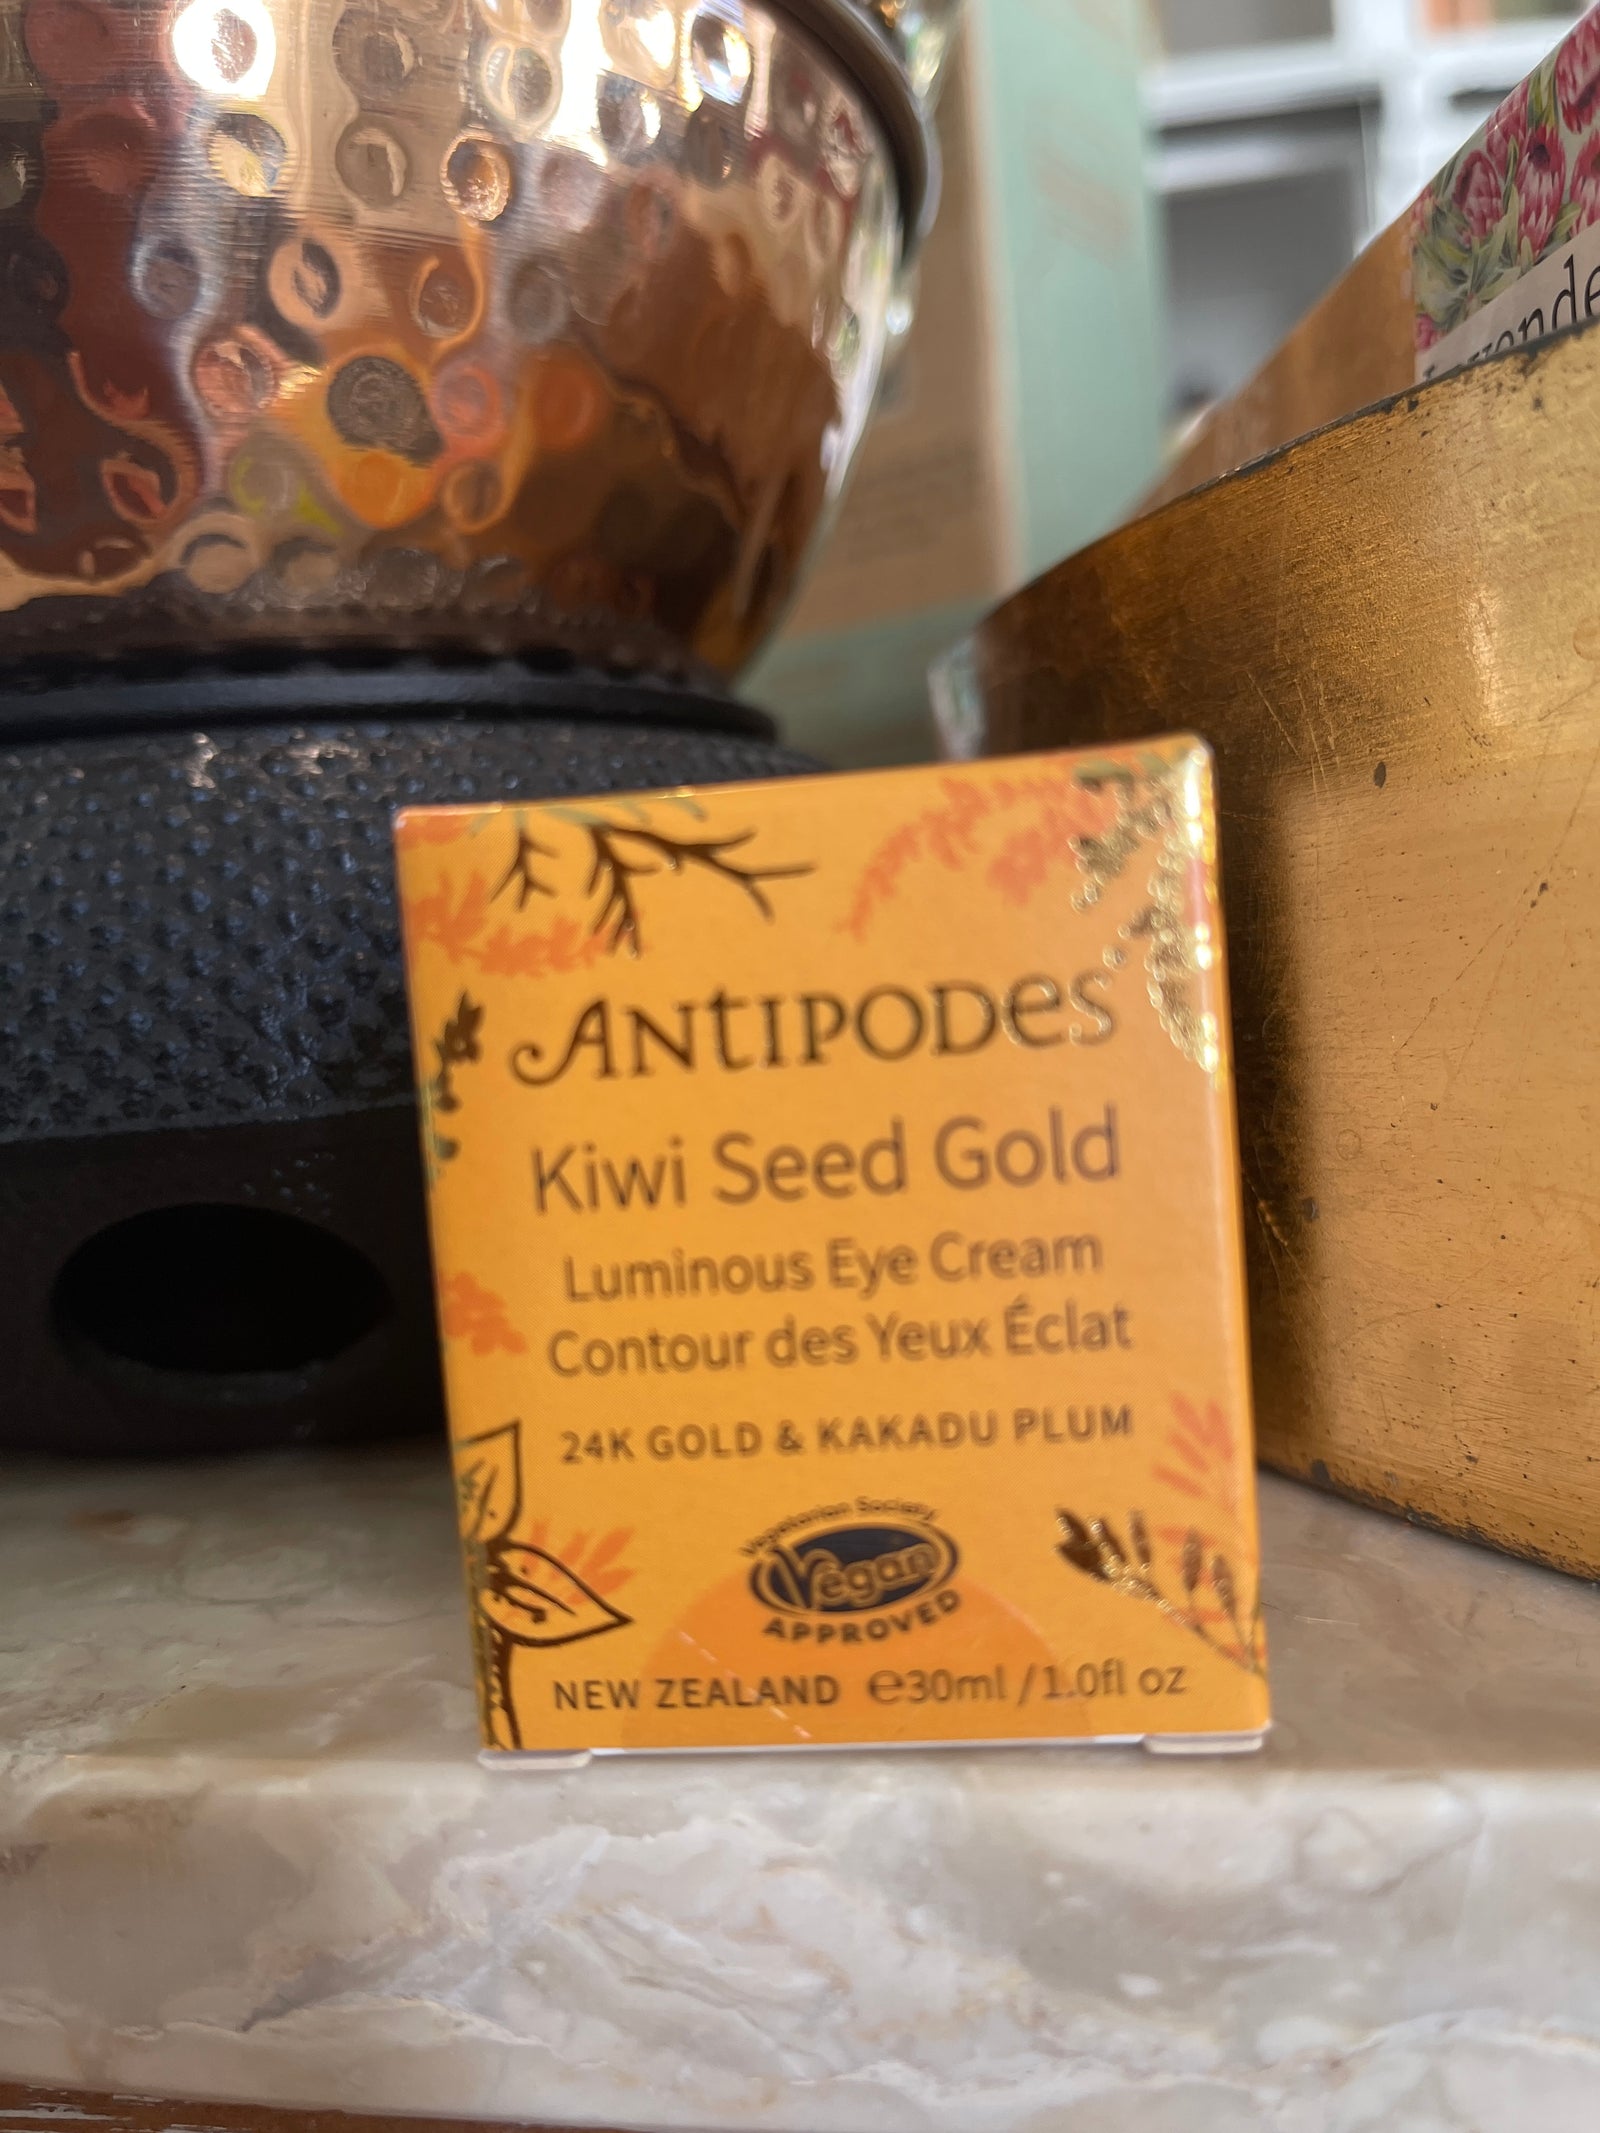 Lavende
ANTIPODES
Kiwi Seed Gold
Luminous Eye Cream
Contour des Yeux Éclat
24K GOLD & KAKADU PLUM
Vegetarian Society
Vegan
APPROVED
NEW ZEALAND ℮30ml / 1.0fl oz